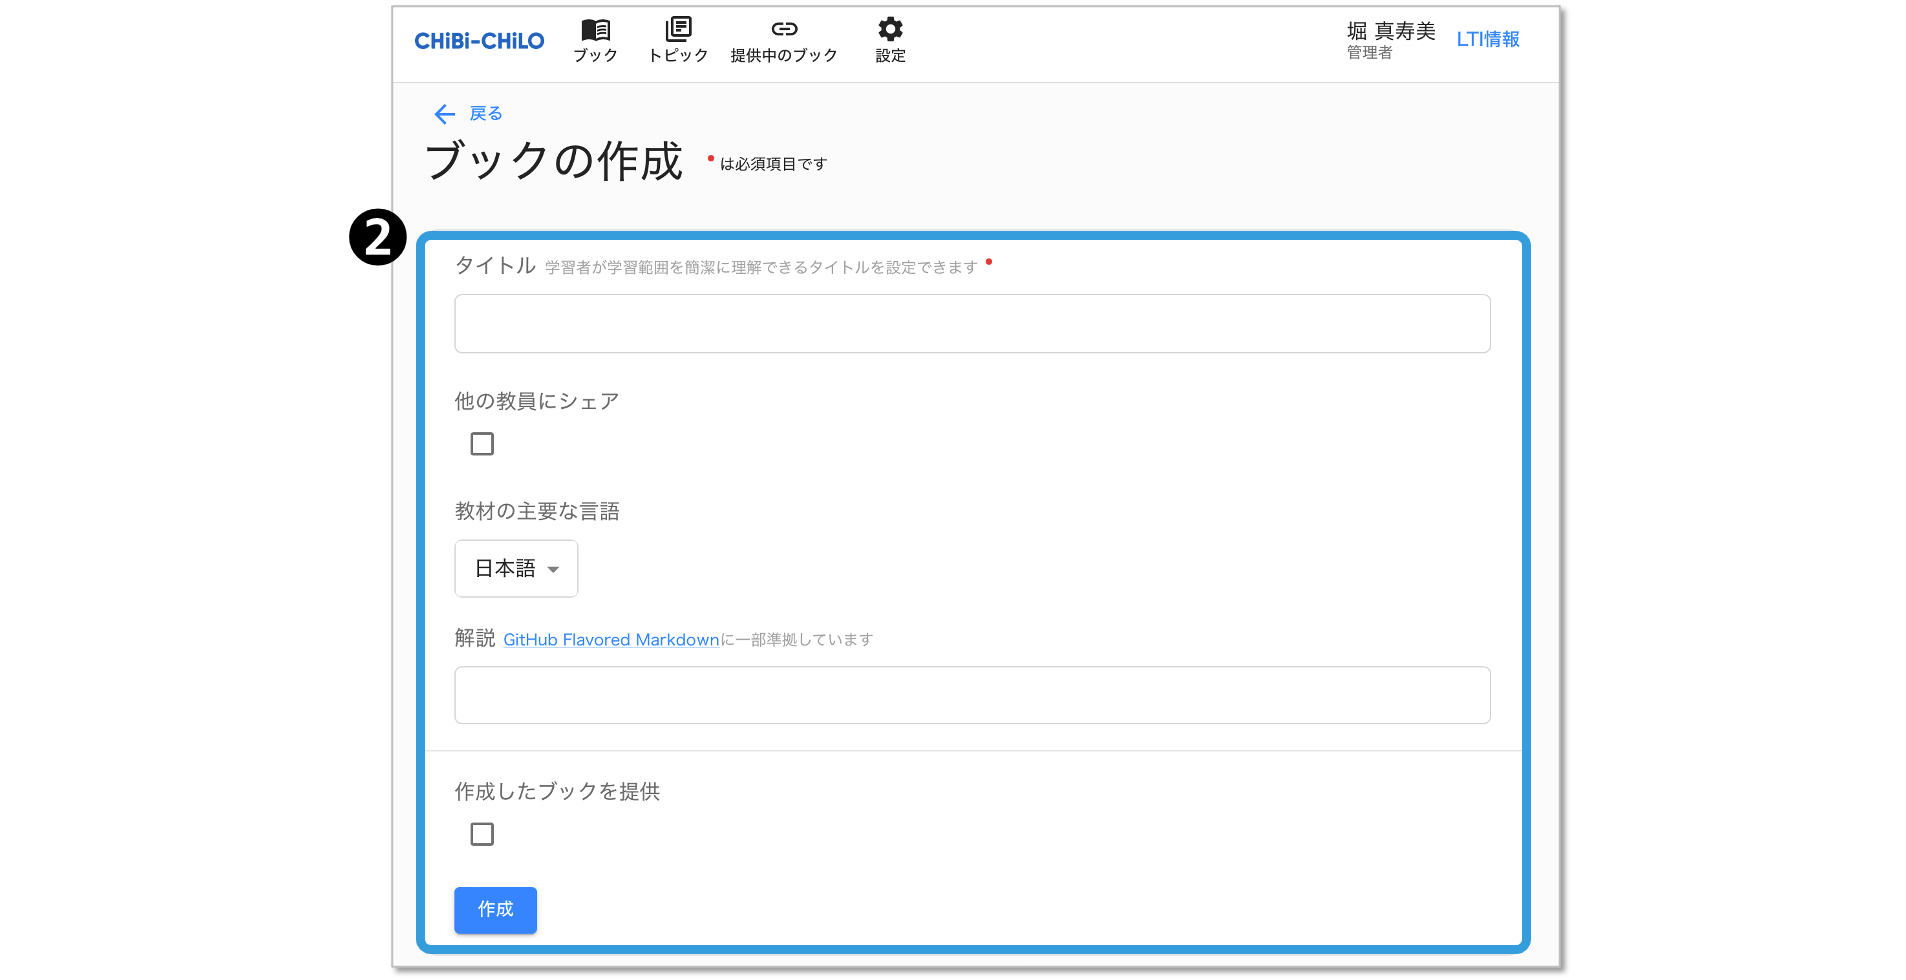 CHiBi-CHiLO
ブック
トピック
提供中のブック
設定
堀 真寿美
管理者
LTI情報
戻る
ブックの作成 は必須項目です
2
タイトル 学習者が学習範囲を簡潔に理解できるタイトルを設定できます
他の教員にシェア
教材の主要な言語
日本語
解説 GitHub Flavored Markdownに一部準拠しています
作成したブックを提供
作成